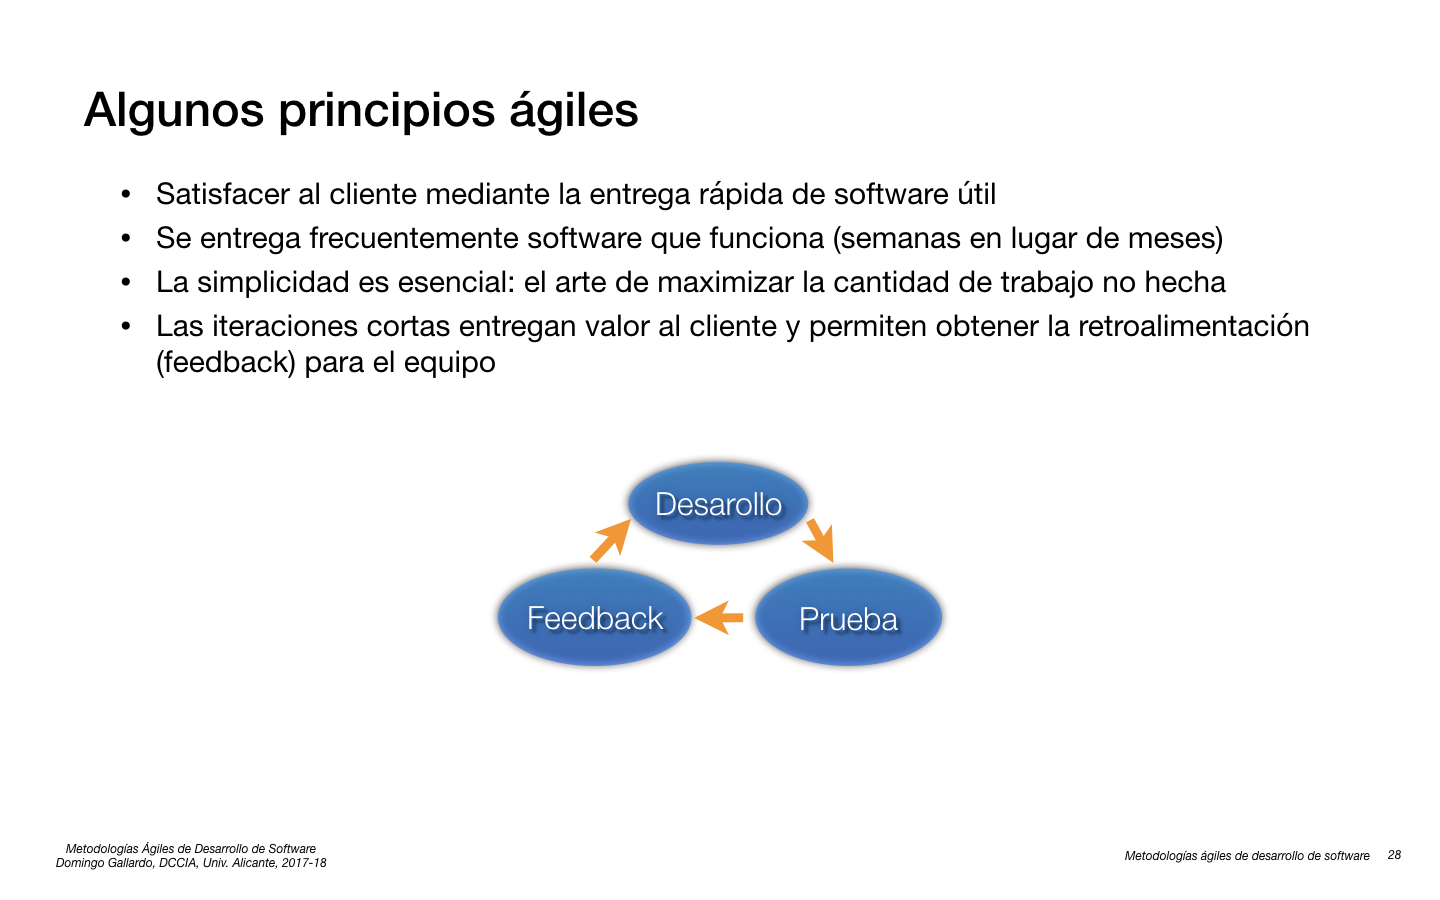 Algunos principios ágiles
• Satisfacer al cliente mediante la entrega rápida de software útil
• Se entrega frecuentemente software que funciona (semanas en lugar de meses)
• La simplicidad es esencial: el arte de maximizar la cantidad de trabajo no hecha
• Las iteraciones cortas entregan valor al cliente y permiten obtener la retroalimentación
(feedback) para el equipo
Desarollo
Feedback
Prueba
Metodologías Ágiles de Desarrollo de Software
Domingo Gallardo, DCCIA, Univ. Alicante, 2017-18
Metodologías ágiles de desarrollo de software 28